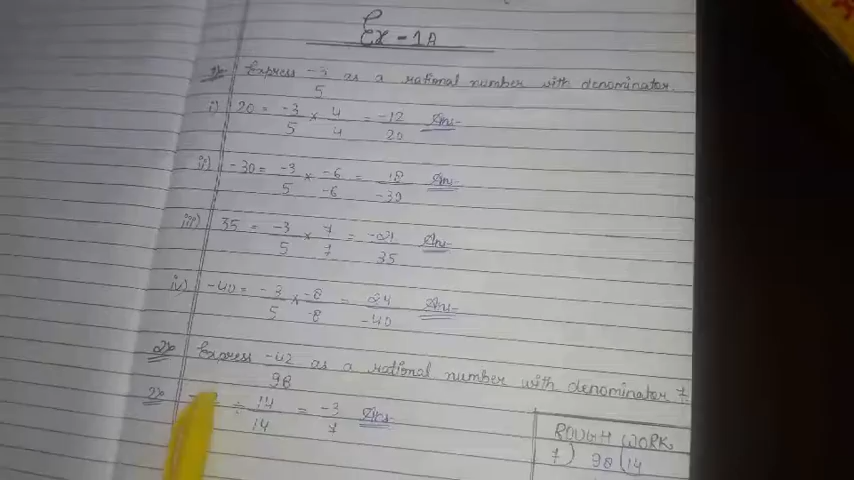 Ex - 1A
Express -3/5 as a rational number with denominator.
i) 20 = -3/5 × 4/4 = -12/20 Ans
ii) -30 = -3/5 × -6/-6 = 18/-30 Ans
iii) 35 = -3/5 × 7/7 = -21/35 Ans
iv) -40 = -3/5 × -8/-8 = 24/-40 Ans
2) Express -42/98 as a rational number with denominator 7.
2) ÷ 14/14 = -3/7 Ans
ROUGH WORK
7) 98 (14